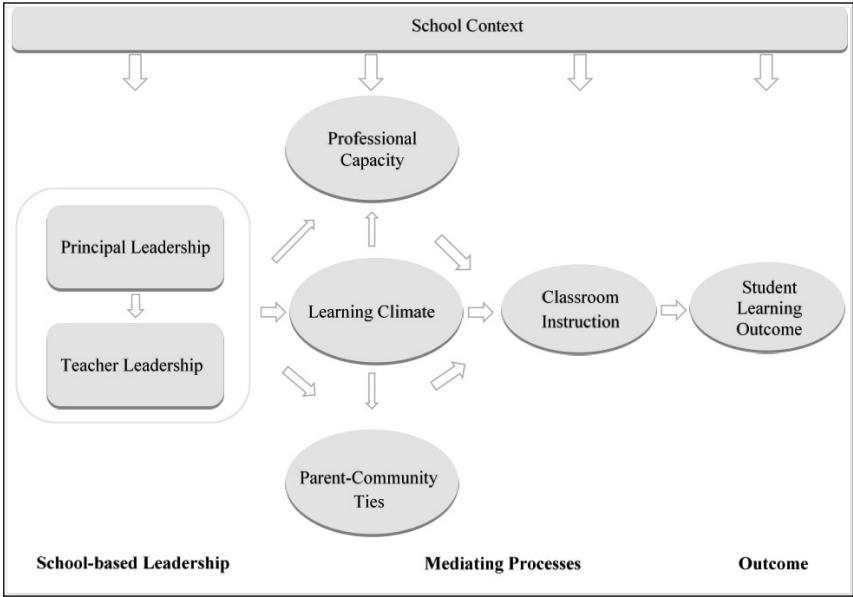 School Context
Professional
Capacity
Principal Leadership
Learning Climate
Classroom
Instruction
Student
Learning
Outcome
Teacher Leadership
Parent-Community
Ties
School-based Leadership
Mediating Processes
Outcome